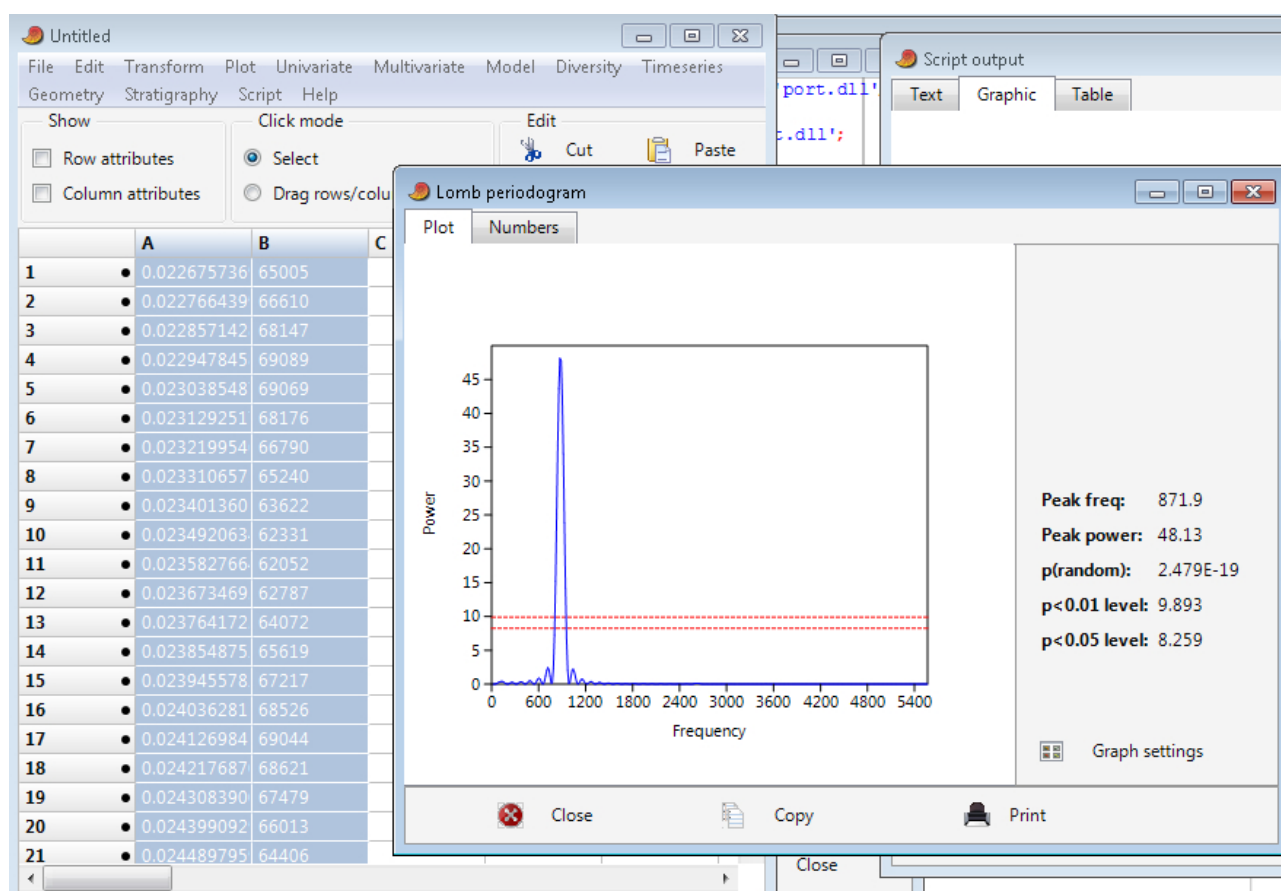 Untitled
File Edit Transform Plot Univariate Multivariate Model Diversity Timeseries
Geometry Stratigraphy Script Help
Show Click mode Edit
Row attributes Select Cut Paste
Column attributes Drag rows/colu
A B C
1 • 0.022675736 65005
2 • 0.022766439 66610
3 • 0.022857142 68147
4 • 0.022947845 69089
5 • 0.023038548 69069
6 • 0.023129251 68176
7 • 0.023219954 66790
8 • 0.023310657 65240
9 • 0.023401360 63622
10 • 0.023492063 62331
11 • 0.023582766 62052
12 • 0.023673469 62787
13 • 0.023764172 64072
14 • 0.023854875 65619
15 • 0.023945578 67217
16 • 0.024036281 68526
17 • 0.024126984 69044
18 • 0.024217687 68621
19 • 0.024308390 67479
20 • 0.024399092 66013
21 • 0.024489795 64406
port.dll'
t.dll';
Script output
Text Graphic Table
Lomb periodogram
Plot Numbers
45
40
35
30
25
20
15
10
5
0
Power
0 600 1200 1800 2400 3000 3600 4200 4800 5400
Frequency
Peak freq: 871.9
Peak power: 48.13
p(random): 2.479E-19
p<0.01 level: 9.893
p<0.05 level: 8.259
Graph settings
Close Copy Print
Close